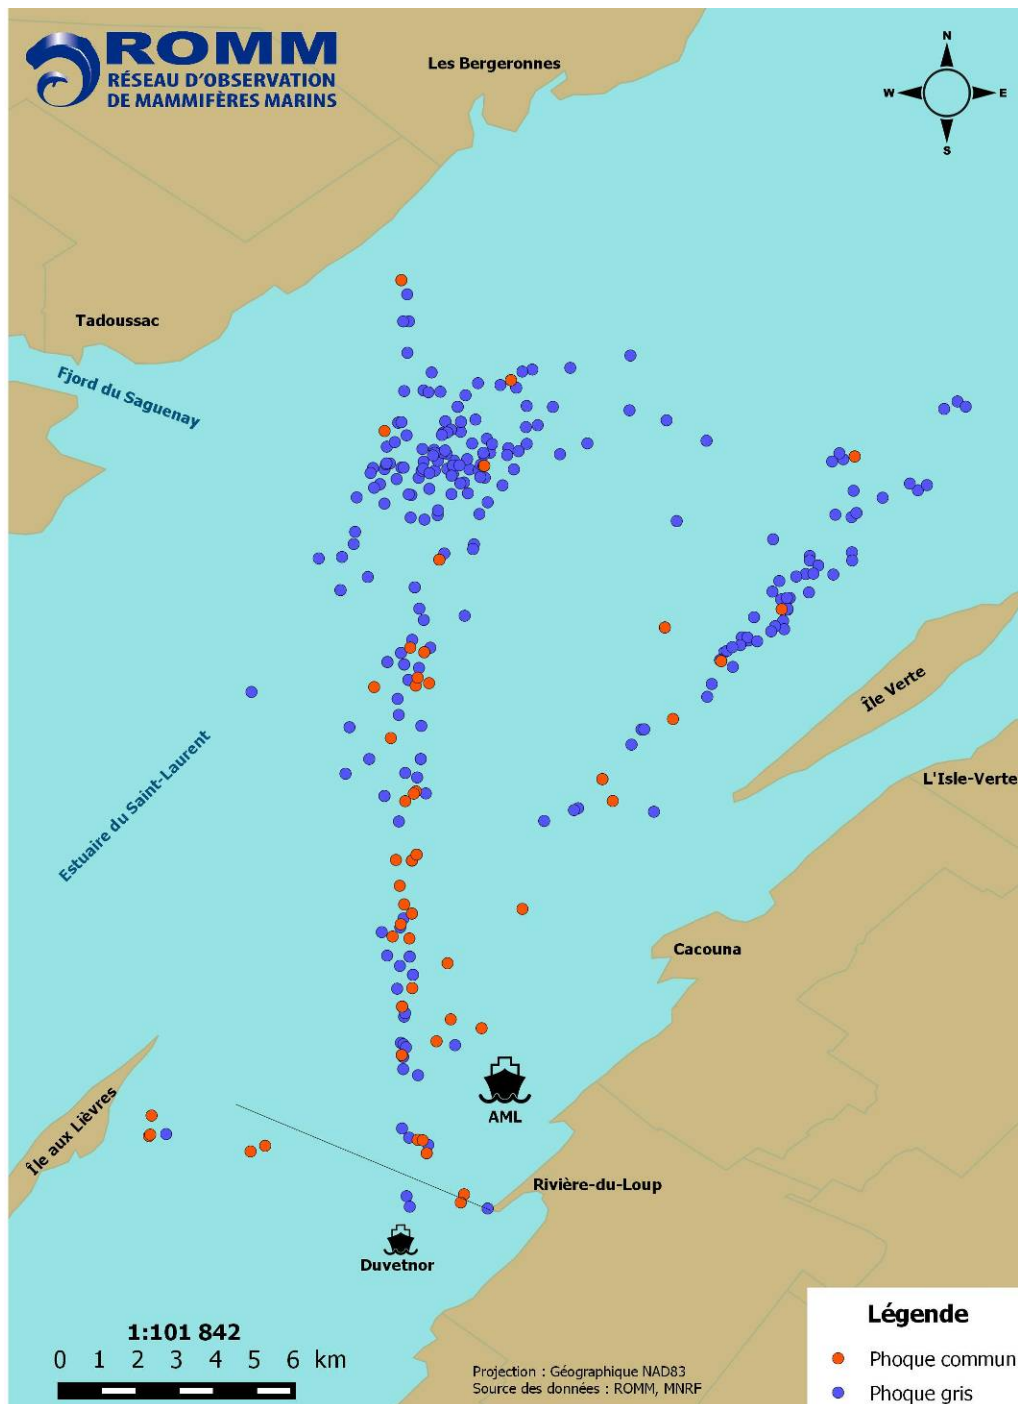 ROMM
RÉSEAU D'OBSERVATION
DE MAMMIFÈRES MARINS
Les Bergeronnes
N
W
E
S
Tadoussac
Fjord du Saguenay
Île Verte
L'Isle-Verte
Estuaire du Saint-Laurent
Cacouna
AML
Île aux Lièvres
Rivière-du-Loup
Duvetnor
1:101 842
0 1 2 3 4 5 6 km
Projection : Géographique NAD83
Source des données : ROMM, MNRF
Légende
Phoque commun
Phoque gris